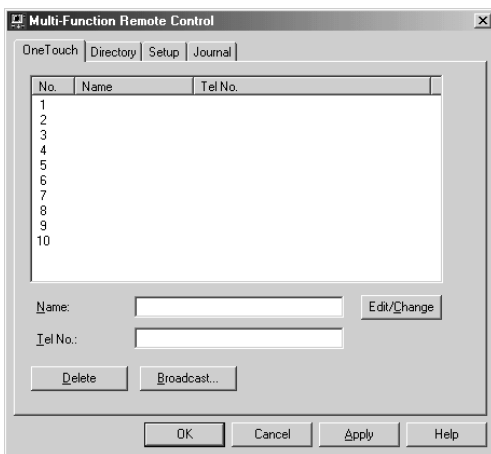 Multi-Function Remote Control
OneTouch Directory Setup Journal
No. Name Tel No.
1
2
3
4
5
6
7
8
9
10
Name: Edit/Change
Tel No.:
Delete Broadcast...
OK Cancel Apply Help